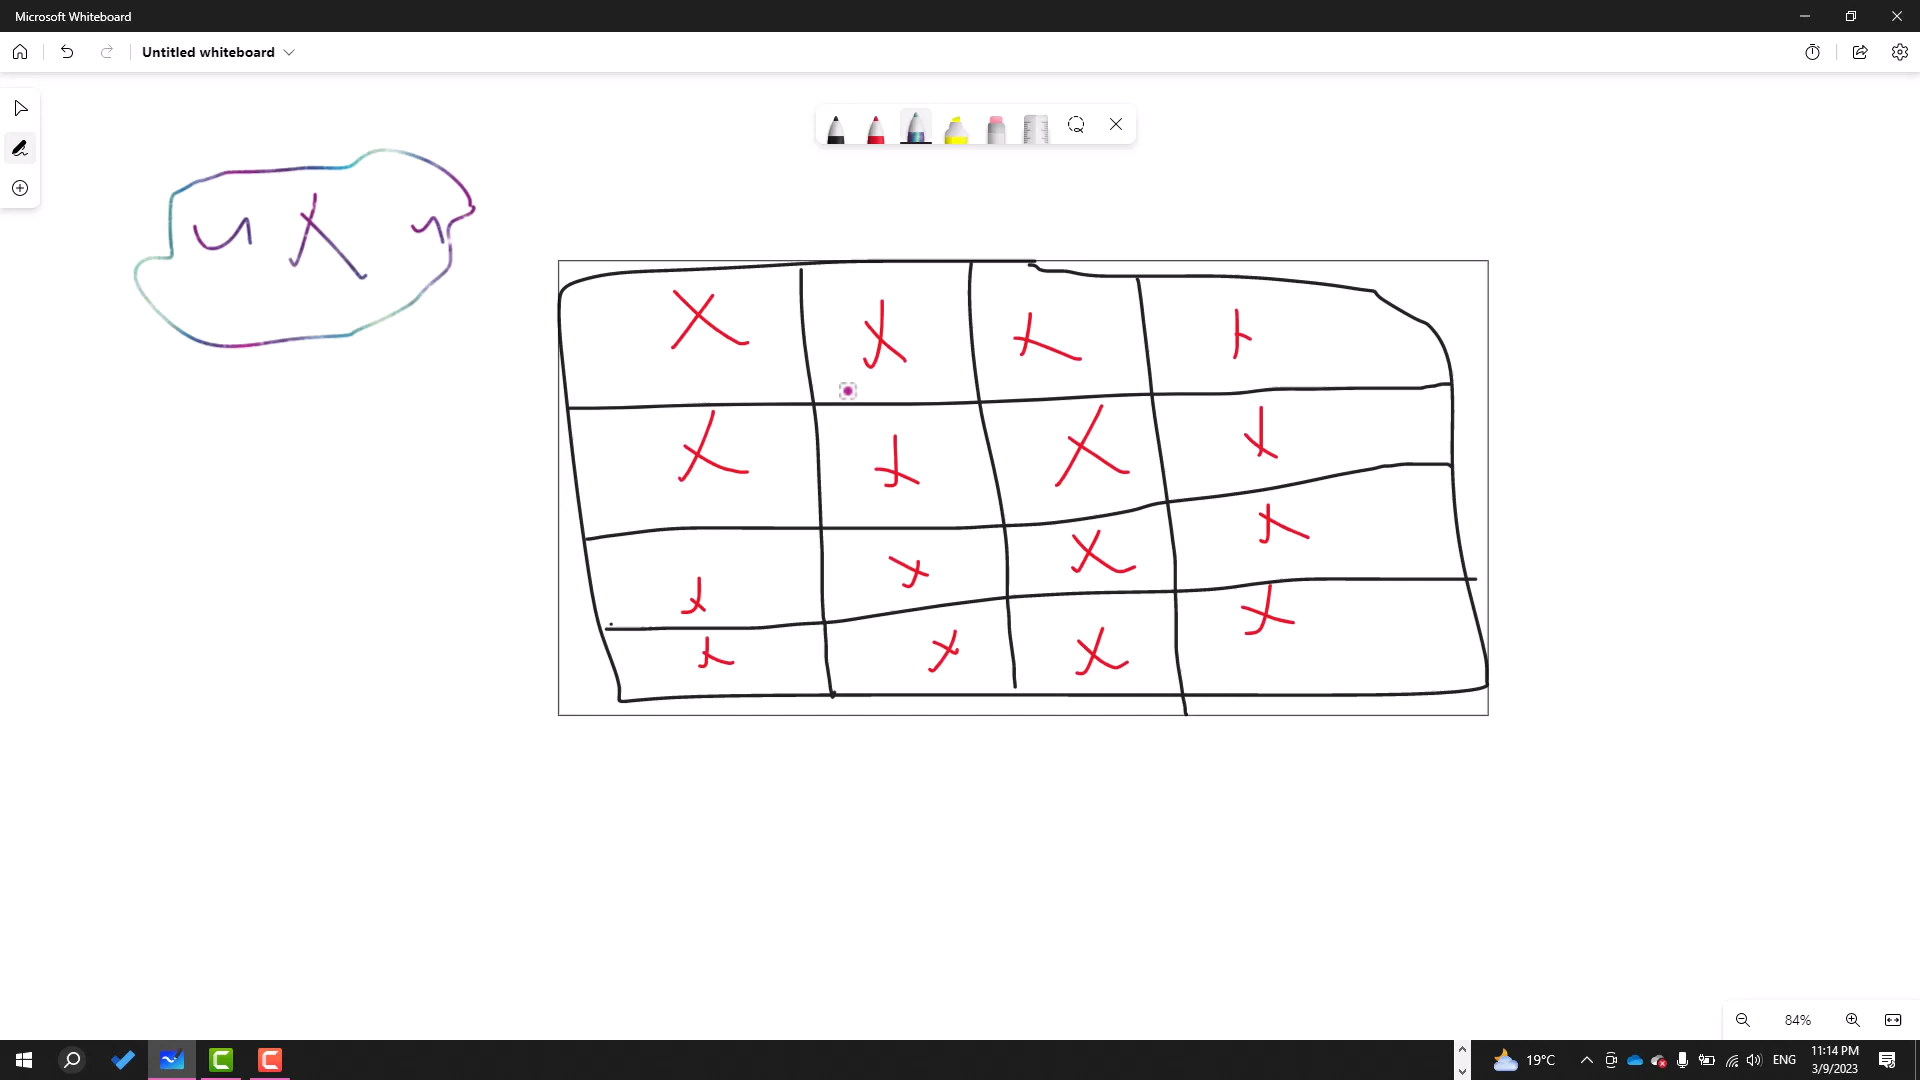 Microsoft Whiteboard
Untitled whiteboard
X X X X
X X X X
X X X X
X X X X
84%
19°C
ENG
11:14 PM
3/9/2023